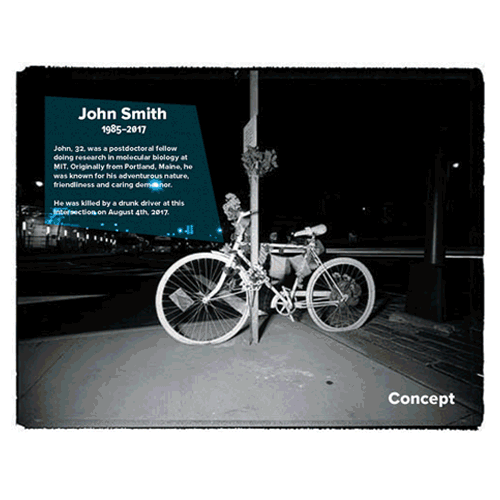 John Smith
1985-2017
John, 32, was a postdoctoral fellow
doing research in molecular biology at
MIT. Originally from Portland, Maine, he
was known for his adventurous nature,
friendliness and caring demeanor.
He was killed by a drunk driver at this
intersection on August 4th, 2017.
Concept